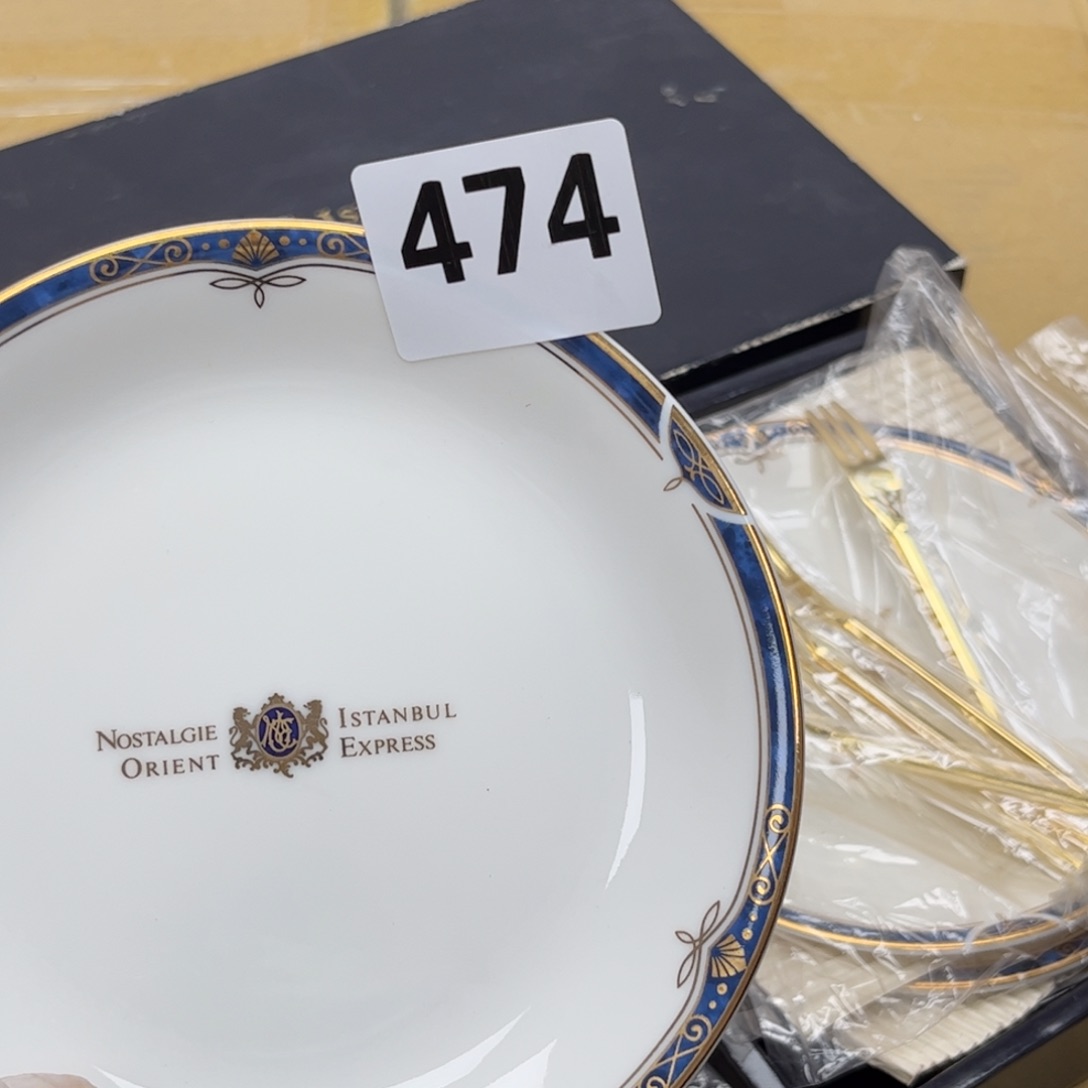 474
NOSTALGIE ISTANBUL
ORIENT EXPRESS